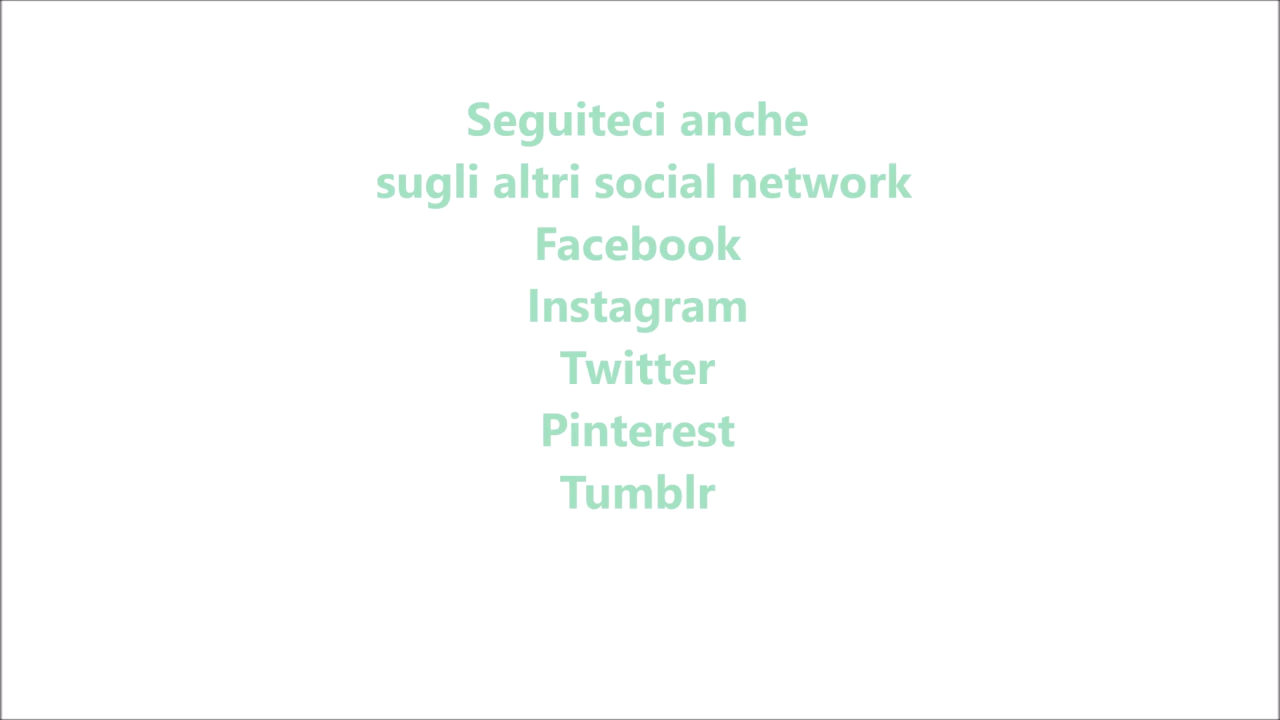 Seguiteci anche
sugli altri social network
Facebook
Instagram
Twitter
Pinterest
Tumblr